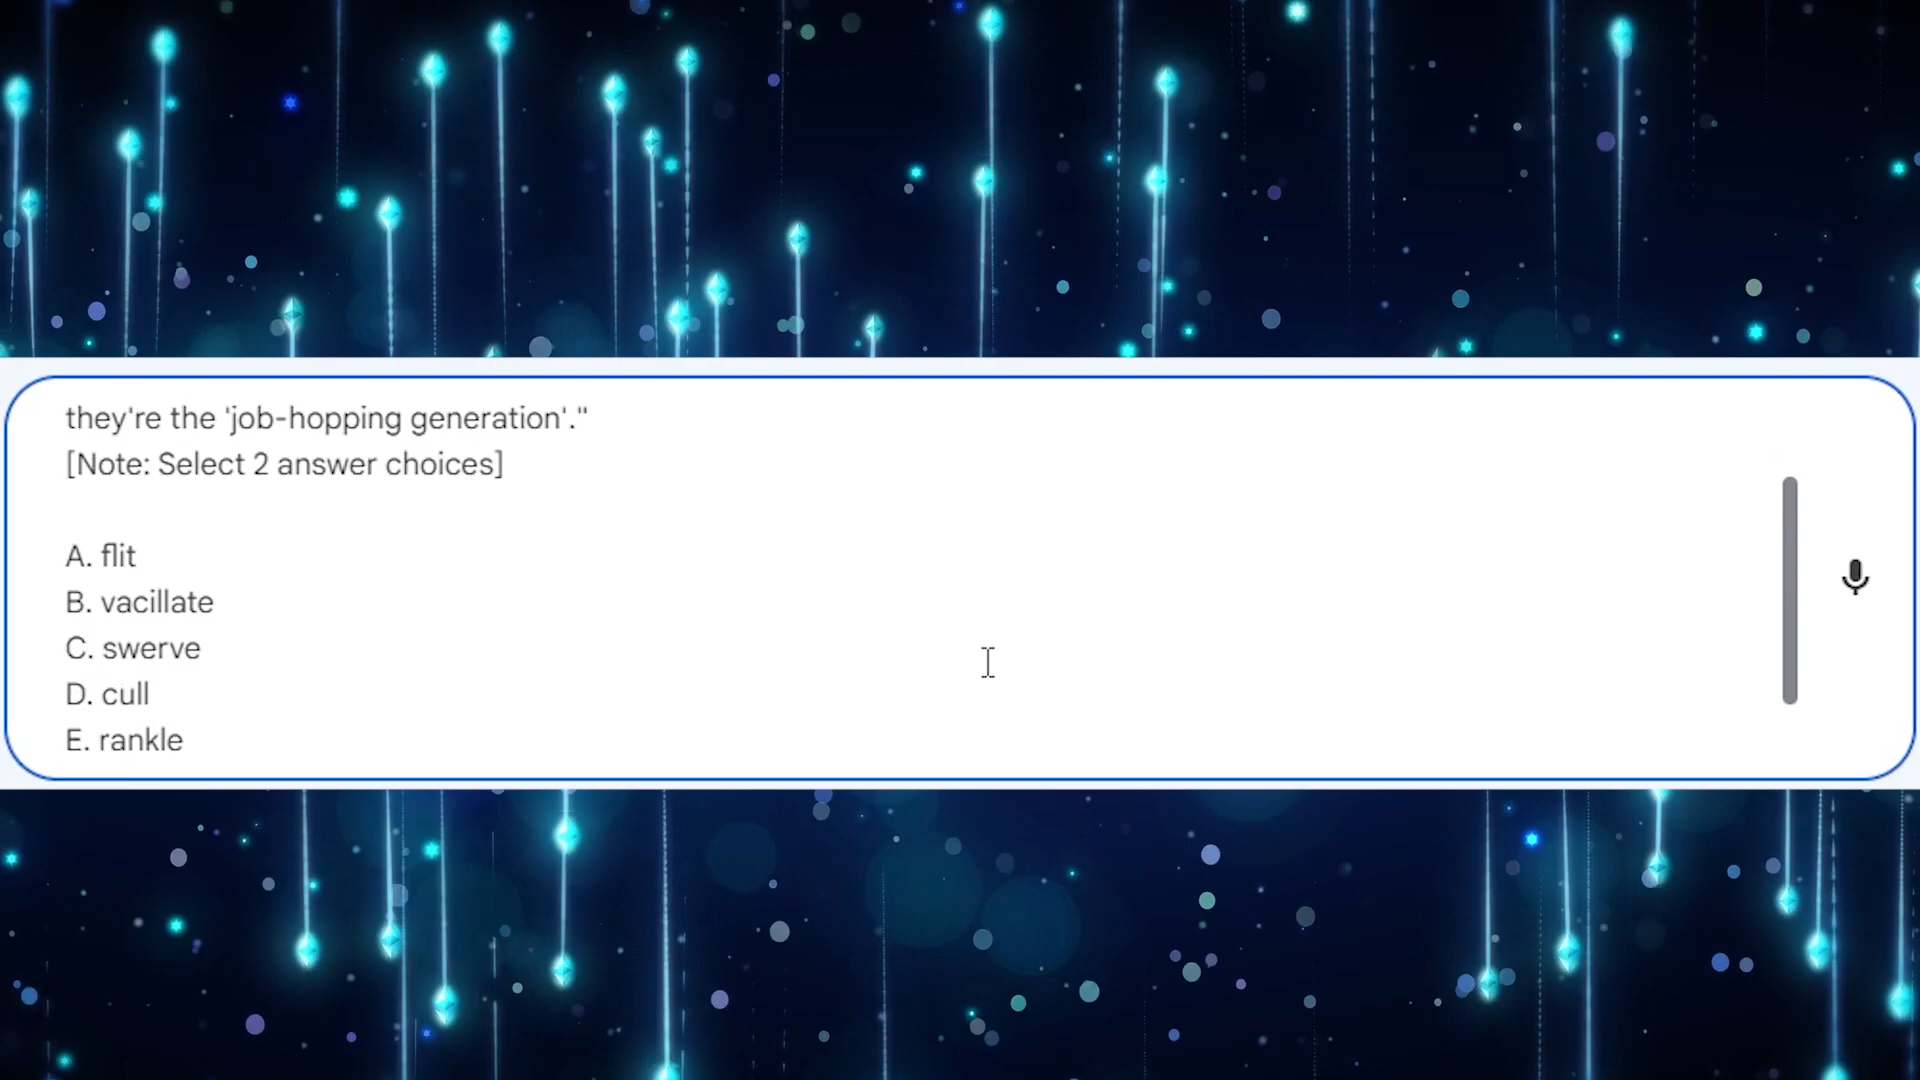 they're the 'job-hopping generation'."
[Note: Select 2 answer choices]
A. flit
B. vacillate
C. swerve
D. cull
E. rankle